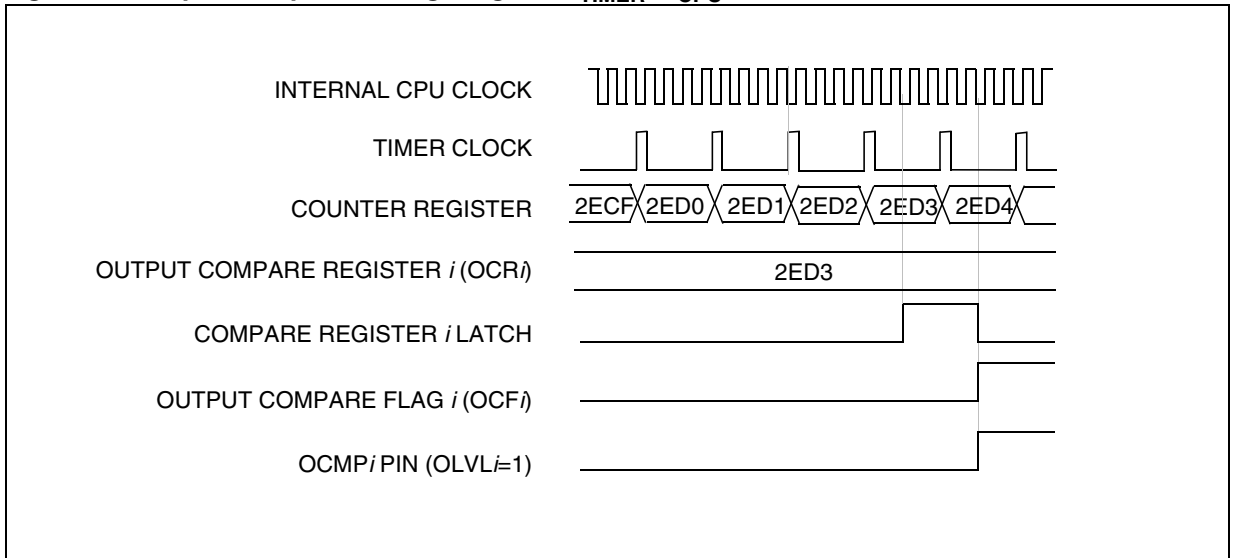 INTERNAL CPU CLOCK
TIMER CLOCK
COUNTER REGISTER 2ECF 2ED0 2ED1 2ED2 2ED3 2ED4
OUTPUT COMPARE REGISTER i (OCRi) 2ED3
COMPARE REGISTER i LATCH
OUTPUT COMPARE FLAG i (OCFi)
OCMPi PIN (OLVLi=1)